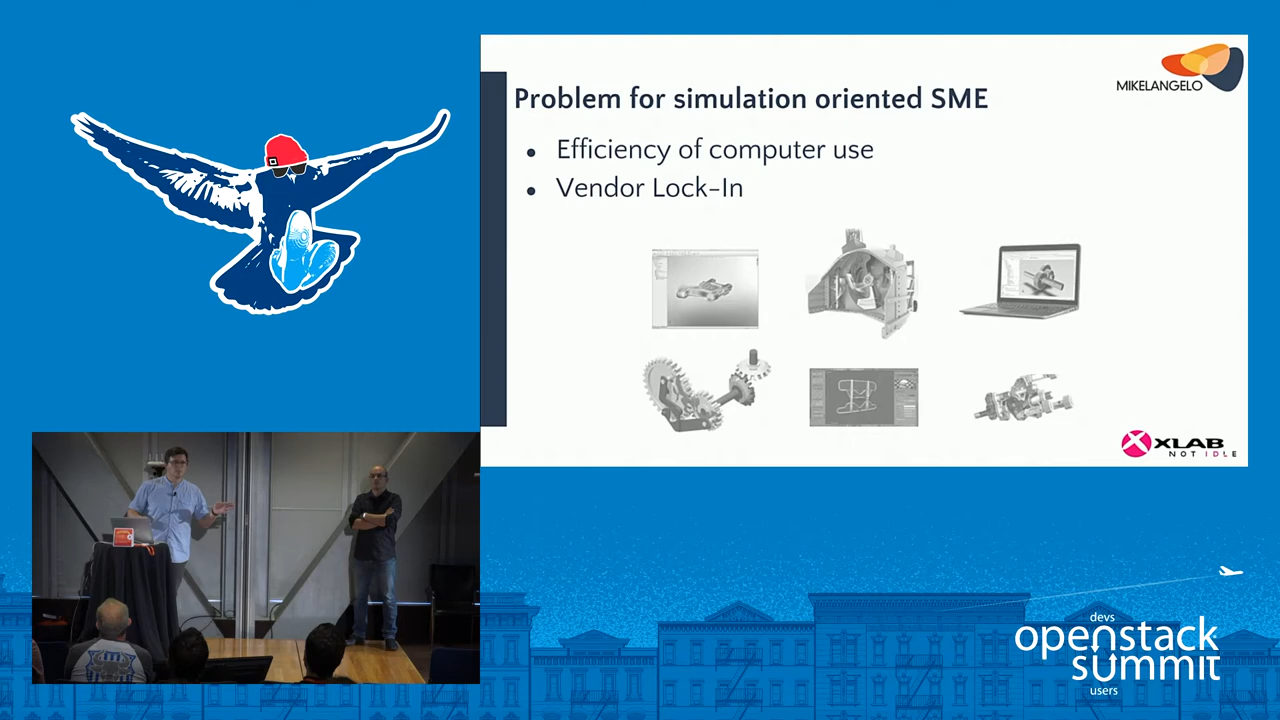 MIKELANGELO
Problem for simulation oriented SME
• Efficiency of computer use
• Vendor Lock-In
XLAB
NOT IDLE
devs
openstack
summit
users